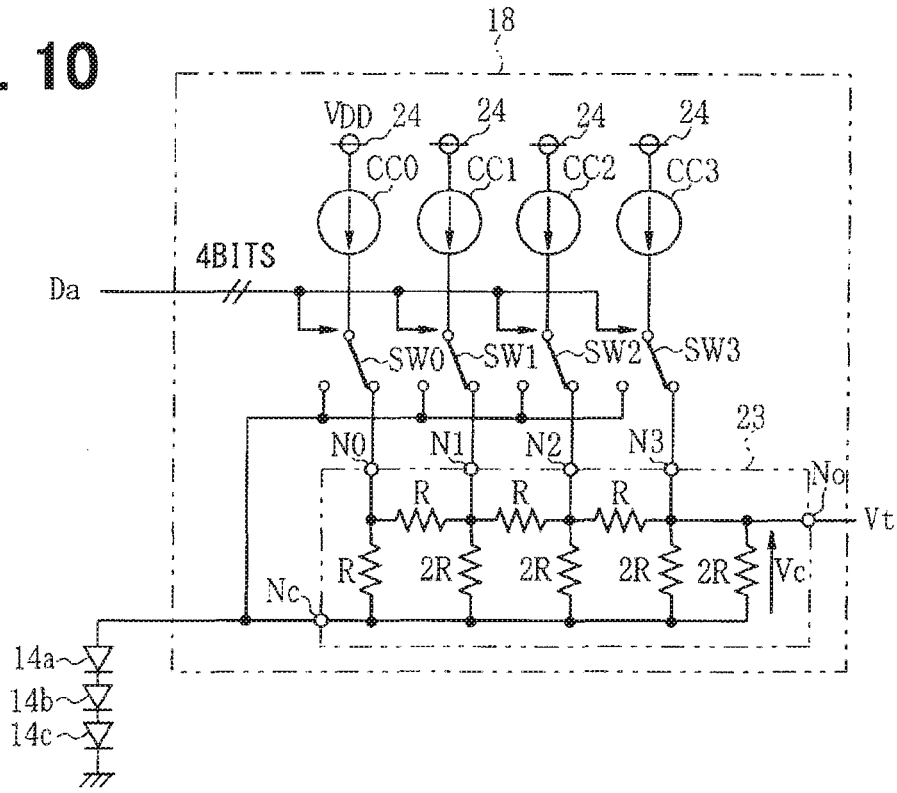 . 10
18
VDD 24 24 24 24
CC0 CC1 CC2 CC3
4BITS
Da
SW0 SW1 SW2 SW3
23
N0 N1 N2 N3 No
R R R
Vt
R 2R 2R 2R 2R Vc
Nc
14a
14b
14c